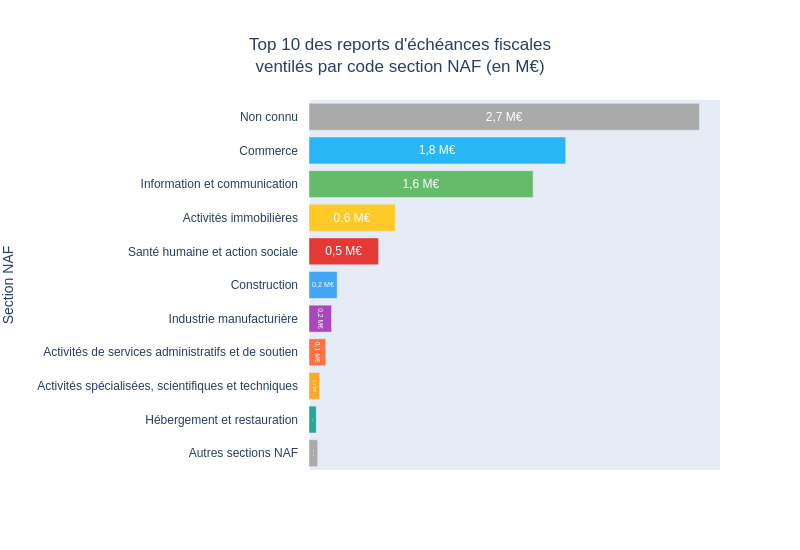 Top 10 des reports d'échéances fiscales
ventilés par code section NAF (en M€)
Section NAF
Non connu
2,7 M€
Commerce
1,8 M€
Information et communication
1,6 M€
Activités immobilières
0,6 M€
Santé humaine et action sociale
0,5 M€
Construction
0,2 M€
Industrie manufacturière
0,2 M€
Activités de services administratifs et de soutien
0,1 M€
Activités spécialisées, scientifiques et techniques
Hébergement et restauration
Autres sections NAF